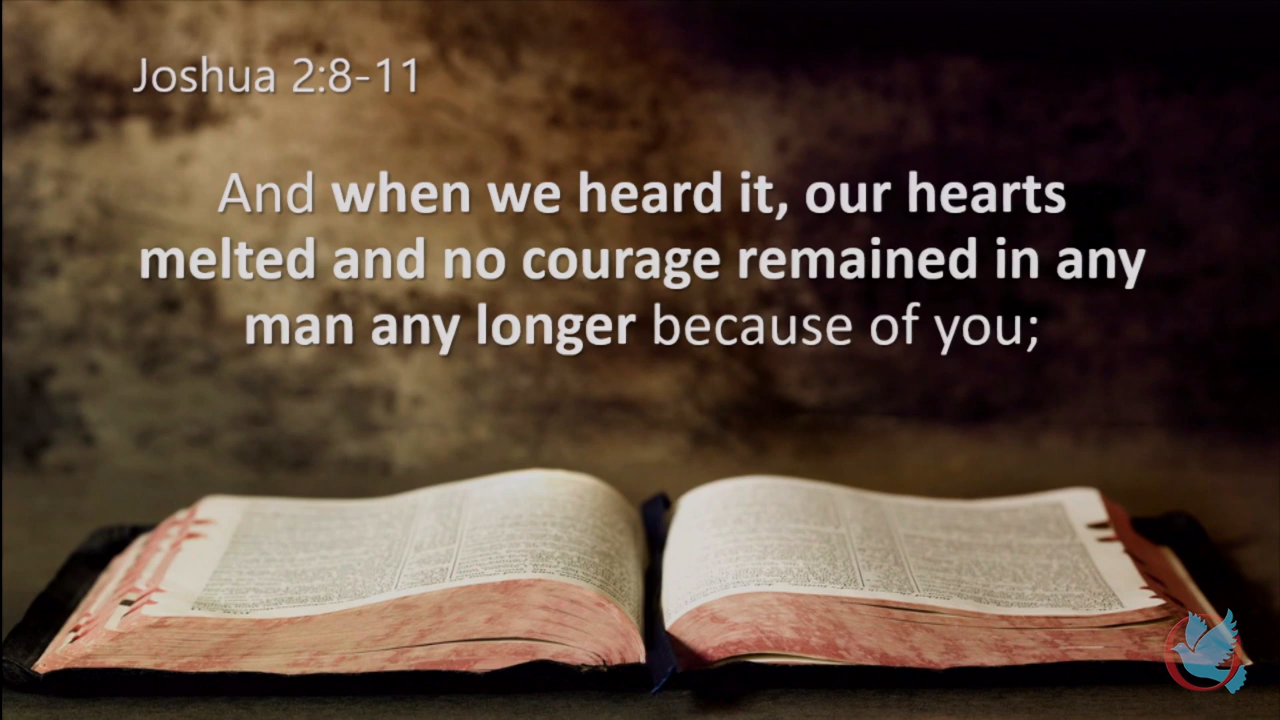 Joshua 2:8-11
And when we heard it, our hearts
melted and no courage remained in any
man any longer because of you;